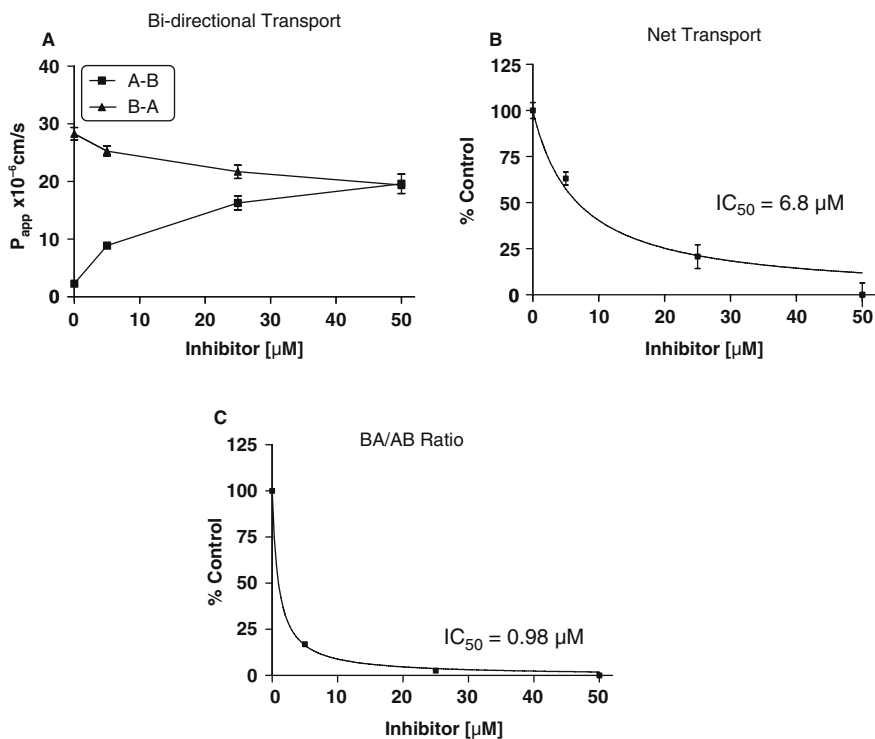 Bi-directional Transport
A
A-B
B-A
P_app x10⁻⁶cm/s
40
30
20
10
0
0 10 20 30 40 50
Inhibitor [µM]
B
Net Transport
% Control
125
100
75
50
25
0
IC₅₀ = 6.8 µM
0 10 20 30 40 50
Inhibitor [µM]
C
BA/AB Ratio
% Control
125
100
75
50
25
0
IC₅₀ = 0.98 µM
0 10 20 30 40 50
Inhibitor [µM]